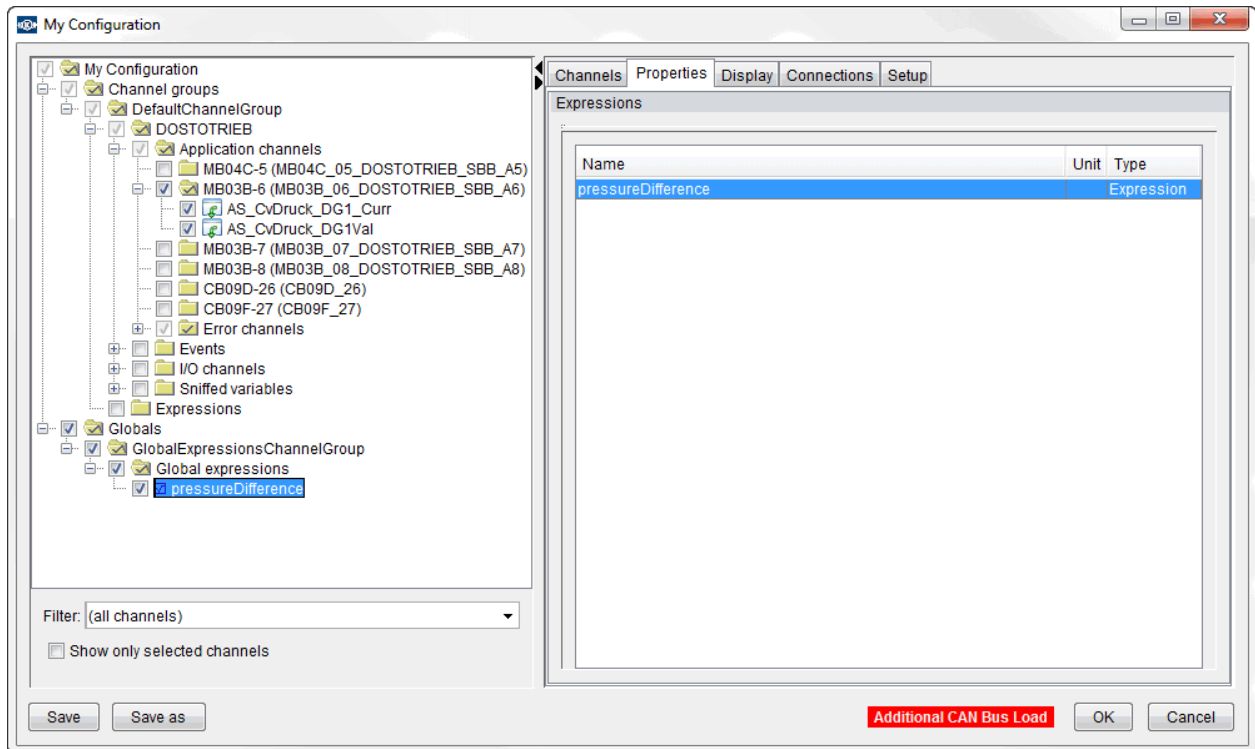 My Configuration
My Configuration
Channel groups
DefaultChannelGroup
DOSTOTRIEB
Application channels
MB04C-5 (MB04C_05_DOSTOTRIEB_SBB_A5)
MB03B-6 (MB03B_06_DOSTOTRIEB_SBB_A6)
AS_CvDruck_DG1_Curr
AS_CvDruck_DG1Val
MB03B-7 (MB03B_07_DOSTOTRIEB_SBB_A7)
MB03B-8 (MB03B_08_DOSTOTRIEB_SBB_A8)
CB09D-26 (CB09D_26)
CB09F-27 (CB09F_27)
Error channels
Events
I/O channels
Sniffed variables
Expressions
Globals
GlobalExpressionsChannelGroup
Global expressions
pressureDifference
Filter: (all channels)
Show only selected channels
Channels Properties Display Connections Setup
Expressions
Name Unit Type
pressureDifference Expression
Save Save as Additional CAN Bus Load OK Cancel